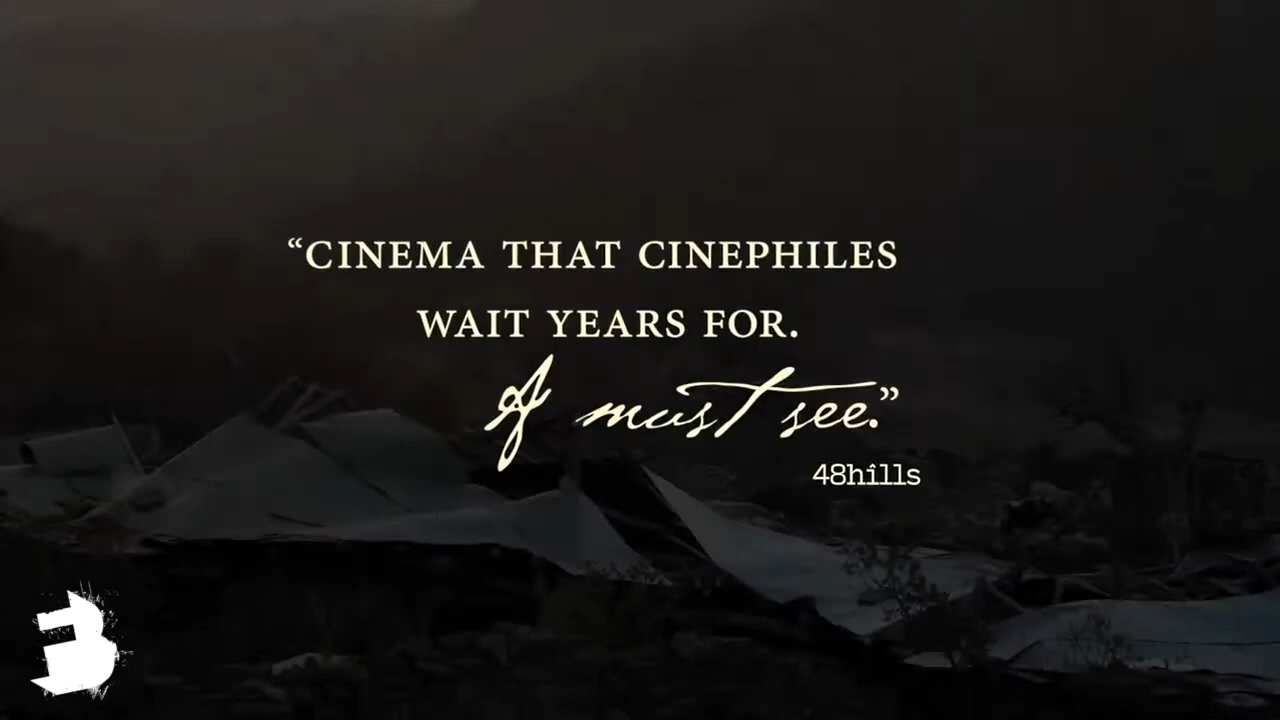 “CINEMA THAT CINEPHILES
WAIT YEARS FOR.
A must see.”
48hills
B